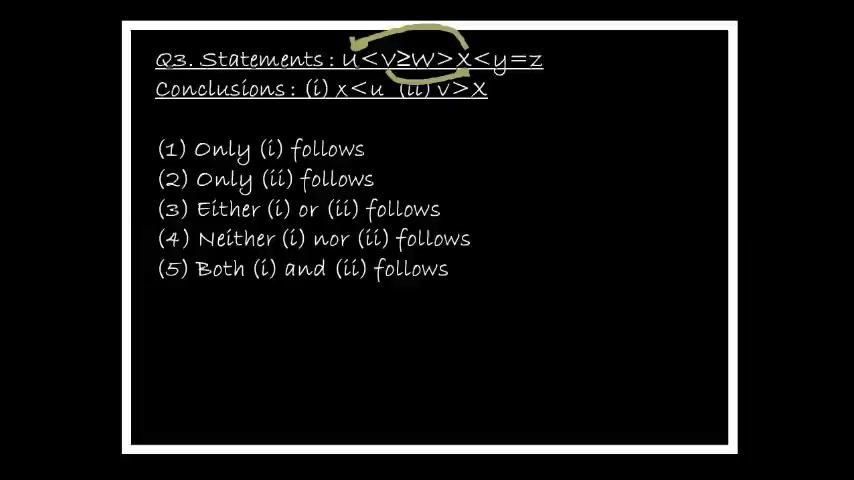 Q3. Statements : u<v≥w>x<y=z
Conclusions : (i) x<u (ii) v>x
(1) Only (i) follows
(2) Only (ii) follows
(3) Either (i) or (ii) follows
(4) Neither (i) nor (ii) follows
(5) Both (i) and (ii) follows